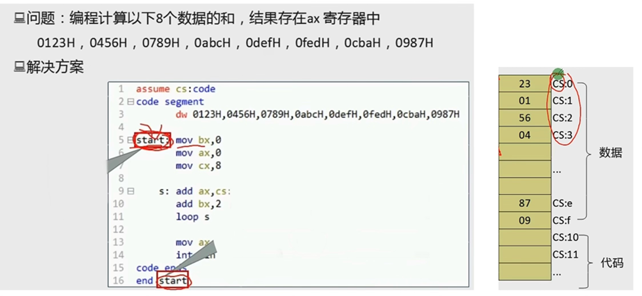 问题：编程计算以下8个数据的和，结果存在ax 寄存器中
0123H，0456H，0789H，0abcH，0defH，0fedH，0cbaH，0987H
解决方案
1 assume cs:code
2 code segment
3 dw 0123H,0456H,0789H,0abcH,0defH,0fedH,0cbaH,0987H
4
5 start: mov bx,0
6 mov ax,0
7 mov cx,8
8
9 s: add ax,cs:
10 add bx,2
11 loop s
12
13 mov ax
14 int
15 code ends
16 end start
23 CS:0
01 CS:1
56 CS:2
04 CS:3
...
87 CS:e
09 CS:f
CS:10
CS:11
...
数据
代码